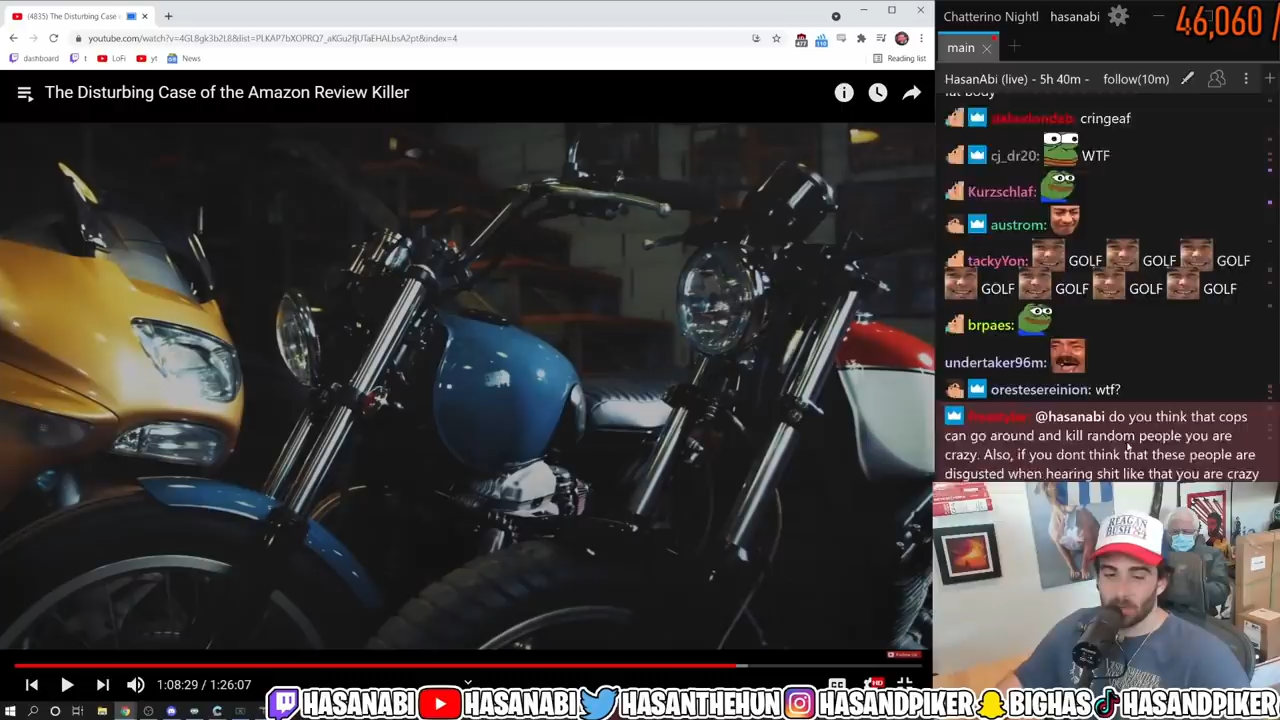 (4835) The Disturbing Case
youtube.com/watch?v=4GL8gk3b2L8&list=PLKAP7bXOPRQ7_aKGu2fjUTaEHALbsA2pt&index=4
dashboard
t
LoFi
yt
News
Reading list
The Disturbing Case of the Amazon Review Killer
1:08:29 / 1:26:07
HD
Chatterino Nightl
hasanabi
46,060 /
main
HasanAbi (live) - 5h 40m -
follow(10m)
fat body
cringeaf
cj_dr20: WTF
Kurzschlaf:
austrom:
tackyYon: GOLF GOLF GOLF
GOLF GOLF GOLF GOLF
brpaes:
undertaker96m:
orestesereinion: wtf?
@hasanabi do you think that cops
can go around and kill random people you are
crazy. Also, if you dont think that these people are
disgusted when hearing shit like that you are crazy
REAGAN
BUSH
HASANABI HASANABI HASANTHEHUN HASANDPIKER BIGHAS HASANDPIKER